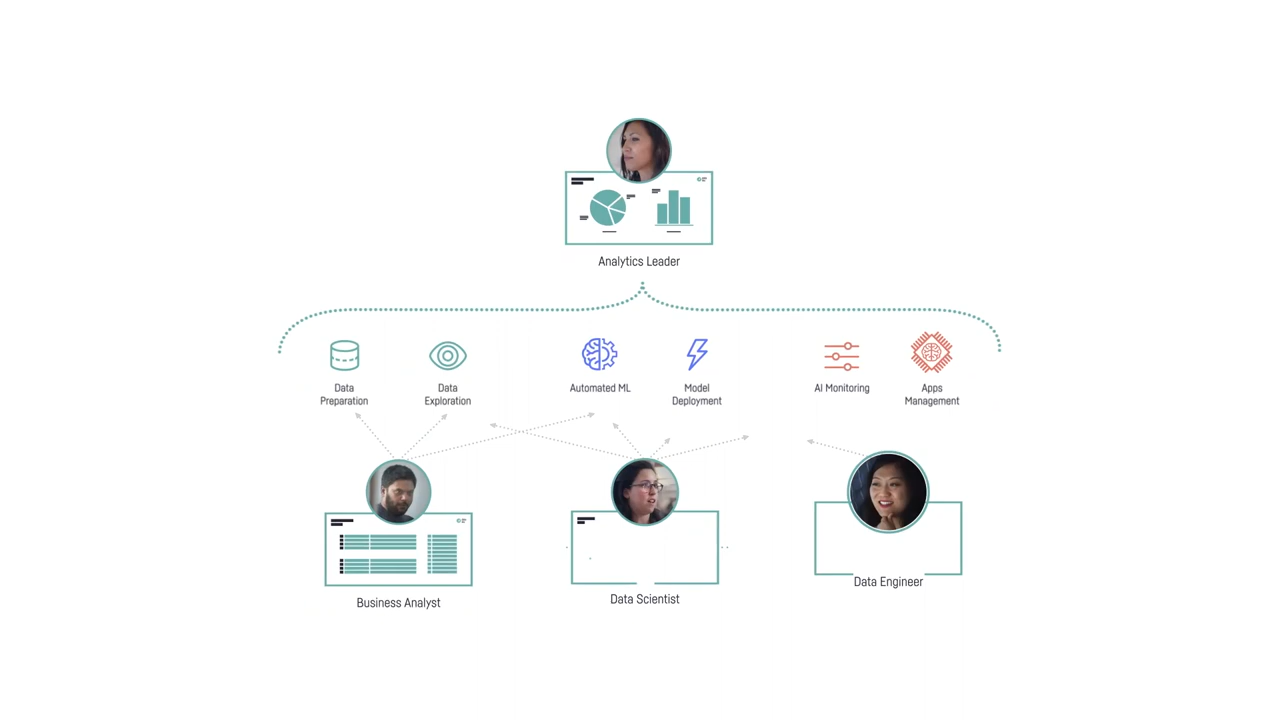 Analytics Leader
Data
Preparation
Data
Exploration
Automated ML
Model
Deployment
AI Monitoring
Apps
Management
Business Analyst
Data Scientist
Data Engineer